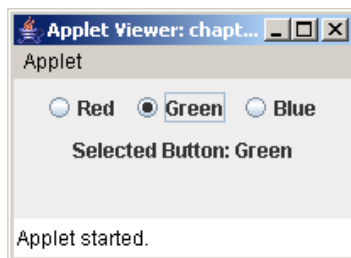 Applet Viewer: chapt...
Applet
Red Green Blue
Selected Button: Green
Applet started.